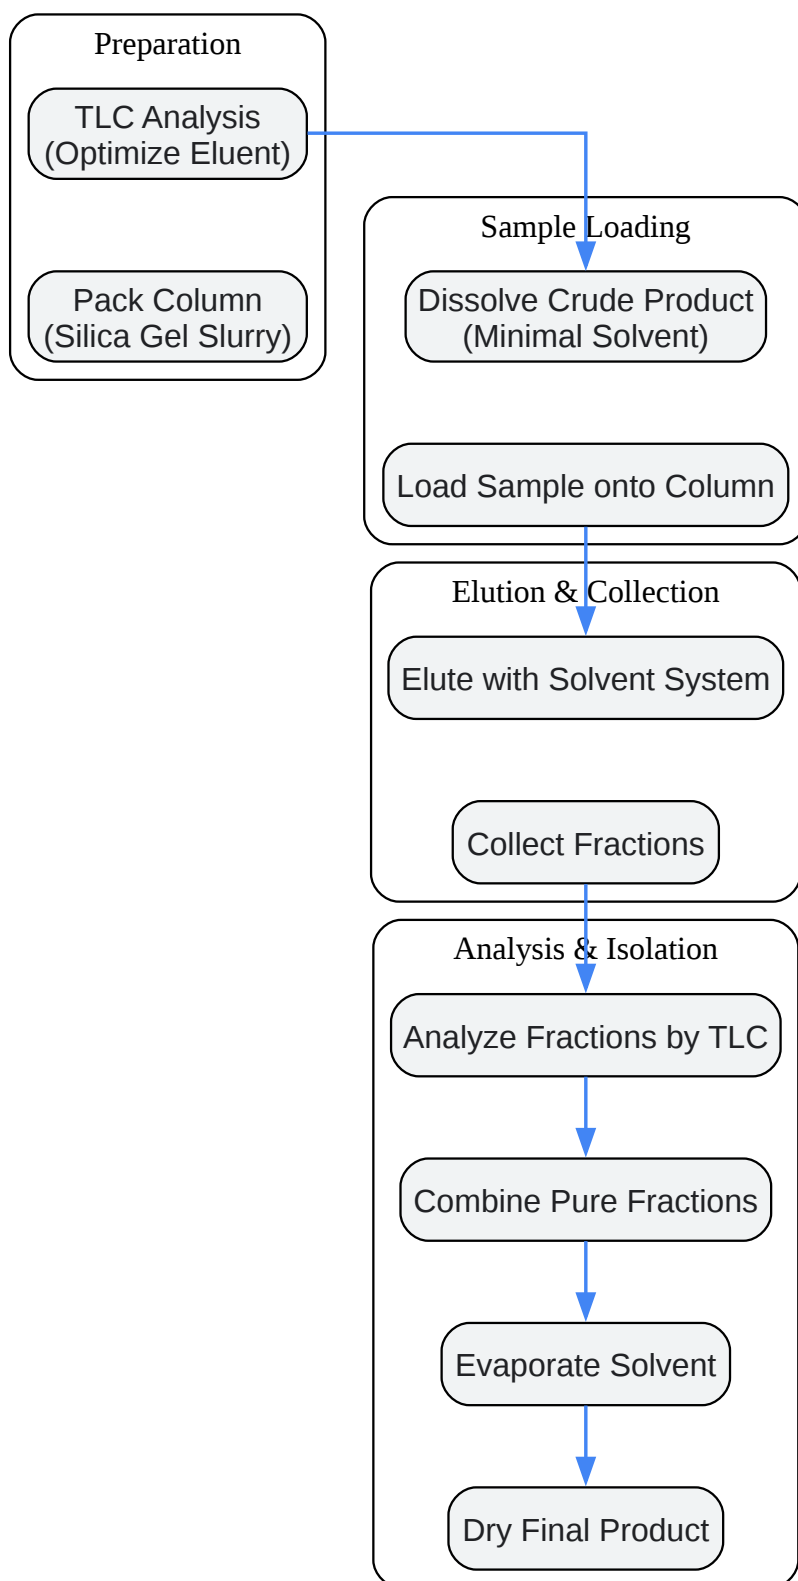 Preparation
TLC Analysis
(Optimize Eluent)
Pack Column
(Silica Gel Slurry)
Sample Loading
Dissolve Crude Product
(Minimal Solvent)
Load Sample onto Column
Elution & Collection
Elute with Solvent System
Collect Fractions
Analysis & Isolation
Analyze Fractions by TLC
Combine Pure Fractions
Evaporate Solvent
Dry Final Product